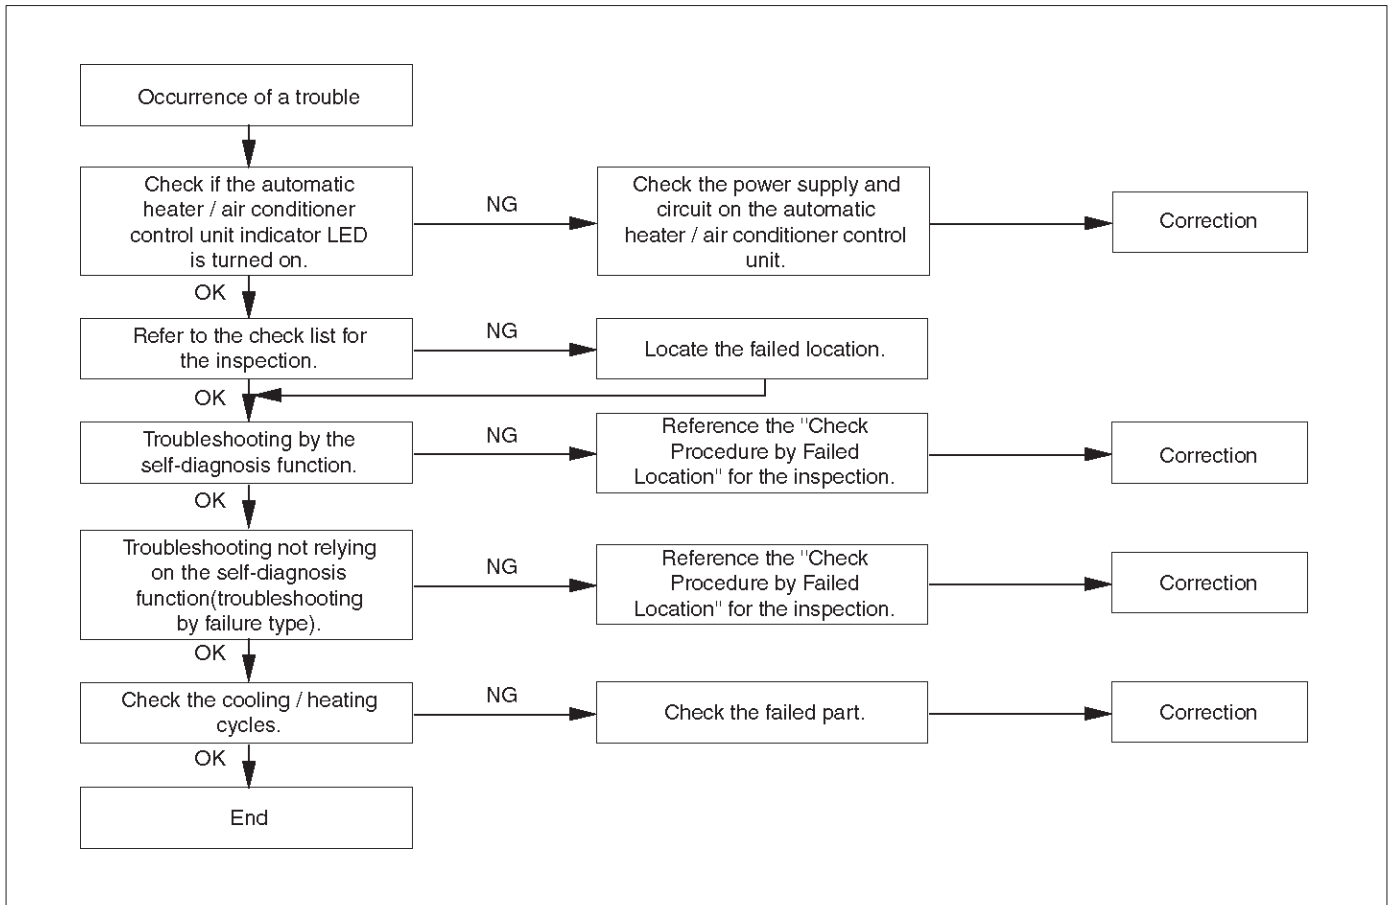 Occurrence of a trouble
Check if the automatic
heater / air conditioner
control unit indicator LED
is turned on.
NG
Check the power supply and
circuit on the automatic
heater / air conditioner control
unit.
Correction
OK
Refer to the check list for
the inspection.
NG
Locate the failed location.
OK
Troubleshooting by the
self-diagnosis function.
NG
Reference the "Check
Procedure by Failed
Location" for the inspection.
Correction
OK
Troubleshooting not relying
on the self-diagnosis
function(troubleshooting
by failure type).
NG
Reference the "Check
Procedure by Failed
Location" for the inspection.
Correction
OK
Check the cooling / heating
cycles.
NG
Check the failed part.
Correction
OK
End